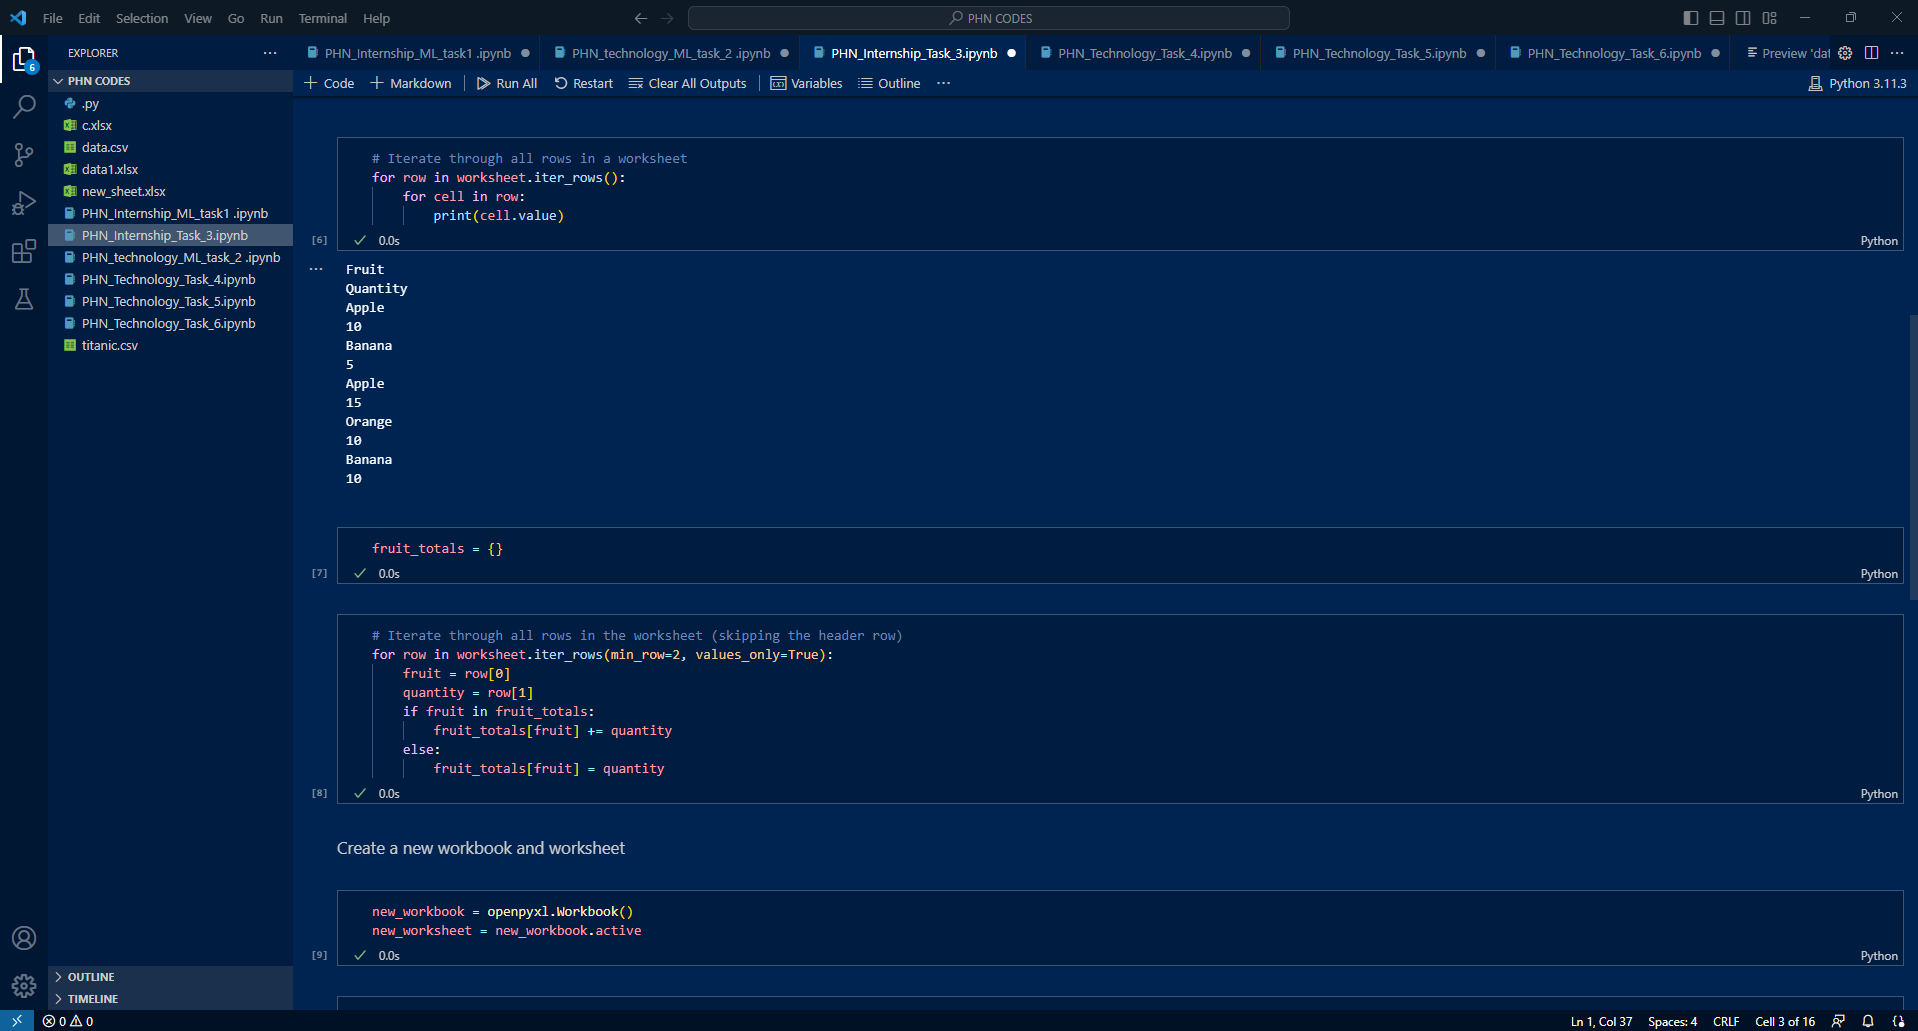 File Edit Selection View Go Run Terminal Help
PHN CODES
EXPLORER
PHN_Internship_ML_task1 .ipynb
PHN_technology_ML_task_2 .ipynb
PHN_Internship_Task_3.ipynb
PHN_Technology_Task_4.ipynb
PHN_Technology_Task_5.ipynb
PHN_Technology_Task_6.ipynb
Preview 'dat
6
PHN CODES
.py
c.xlsx
data.csv
data1.xlsx
new_sheet.xlsx
PHN_Internship_ML_task1 .ipynb
PHN_Internship_Task_3.ipynb
PHN_technology_ML_task_2 .ipynb
PHN_Technology_Task_4.ipynb
PHN_Technology_Task_5.ipynb
PHN_Technology_Task_6.ipynb
titanic.csv
OUTLINE
TIMELINE
Code Markdown Run All Restart Clear All Outputs Variables Outline
Python 3.11.3
# Iterate through all rows in a worksheet
for row in worksheet.iter_rows():
for cell in row:
print(cell.value)
[6] 0.0s Python
Fruit
Quantity
Apple
10
Banana
5
Apple
15
Orange
10
Banana
10
fruit_totals = {}
[7] 0.0s Python
# Iterate through all rows in the worksheet (skipping the header row)
for row in worksheet.iter_rows(min_row=2, values_only=True):
fruit = row[0]
quantity = row[1]
if fruit in fruit_totals:
fruit_totals[fruit] += quantity
else:
fruit_totals[fruit] = quantity
[8] 0.0s Python
Create a new workbook and worksheet
new_workbook = openpyxl.Workbook()
new_worksheet = new_workbook.active
[9] 0.0s Python
0 0
Ln 1, Col 37 Spaces: 4 CRLF Cell 3 of 16